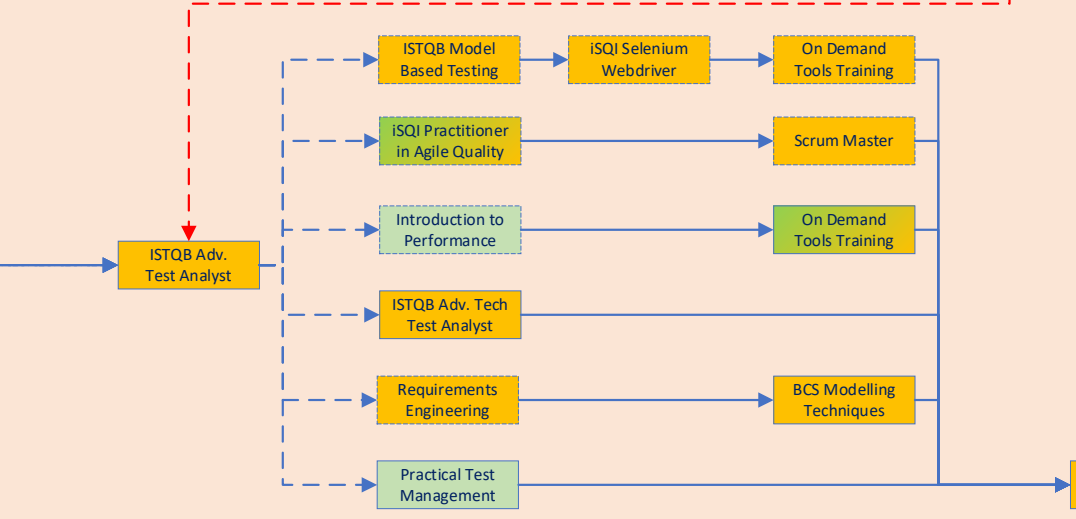 ISTQB Model
Based Testing
iSQI Selenium
Webdriver
On Demand
Tools Training
iSQI Practitioner
in Agile Quality
Scrum Master
Introduction to
Performance
On Demand
Tools Training
ISTQB Adv.
Test Analyst
ISTQB Adv. Tech
Test Analyst
Requirements
Engineering
BCS Modelling
Techniques
Practical Test
Management